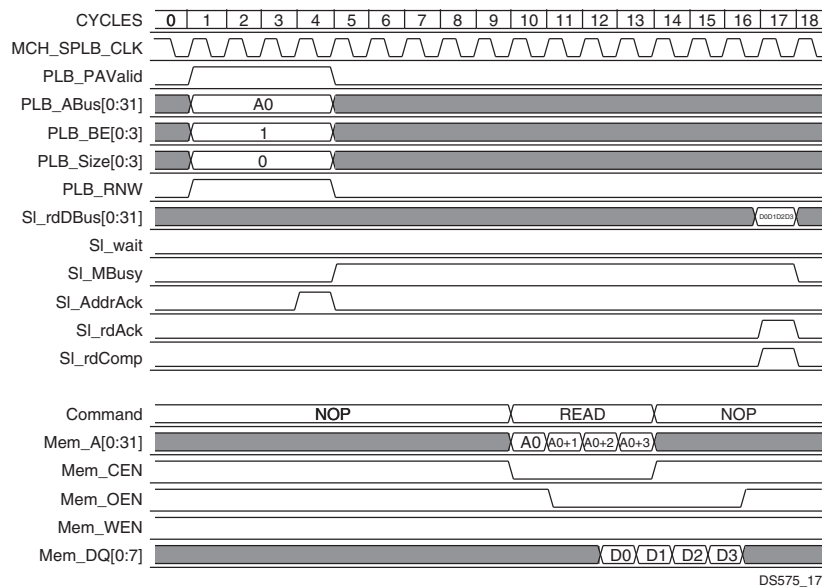 CYCLES 0 1 2 3 4 5 6 7 8 9 10 11 12 13 14 15 16 17 18
MCH_SPLB_CLK
PLB_PAValid
PLB_ABus[0:31] A0
PLB_BE[0:3] 1
PLB_Size[0:3] 0
PLB_RNW
Sl_rdDBus[0:31] D0D1D2D3
Sl_wait
Sl_MBusy
Sl_AddrAck
Sl_rdAck
Sl_rdComp
Command NOP READ NOP
Mem_A[0:31] A0 A0+1 A0+2 A0+3
Mem_CEN
Mem_OEN
Mem_WEN
Mem_DQ[0:7] D0 D1 D2 D3
DS575_17